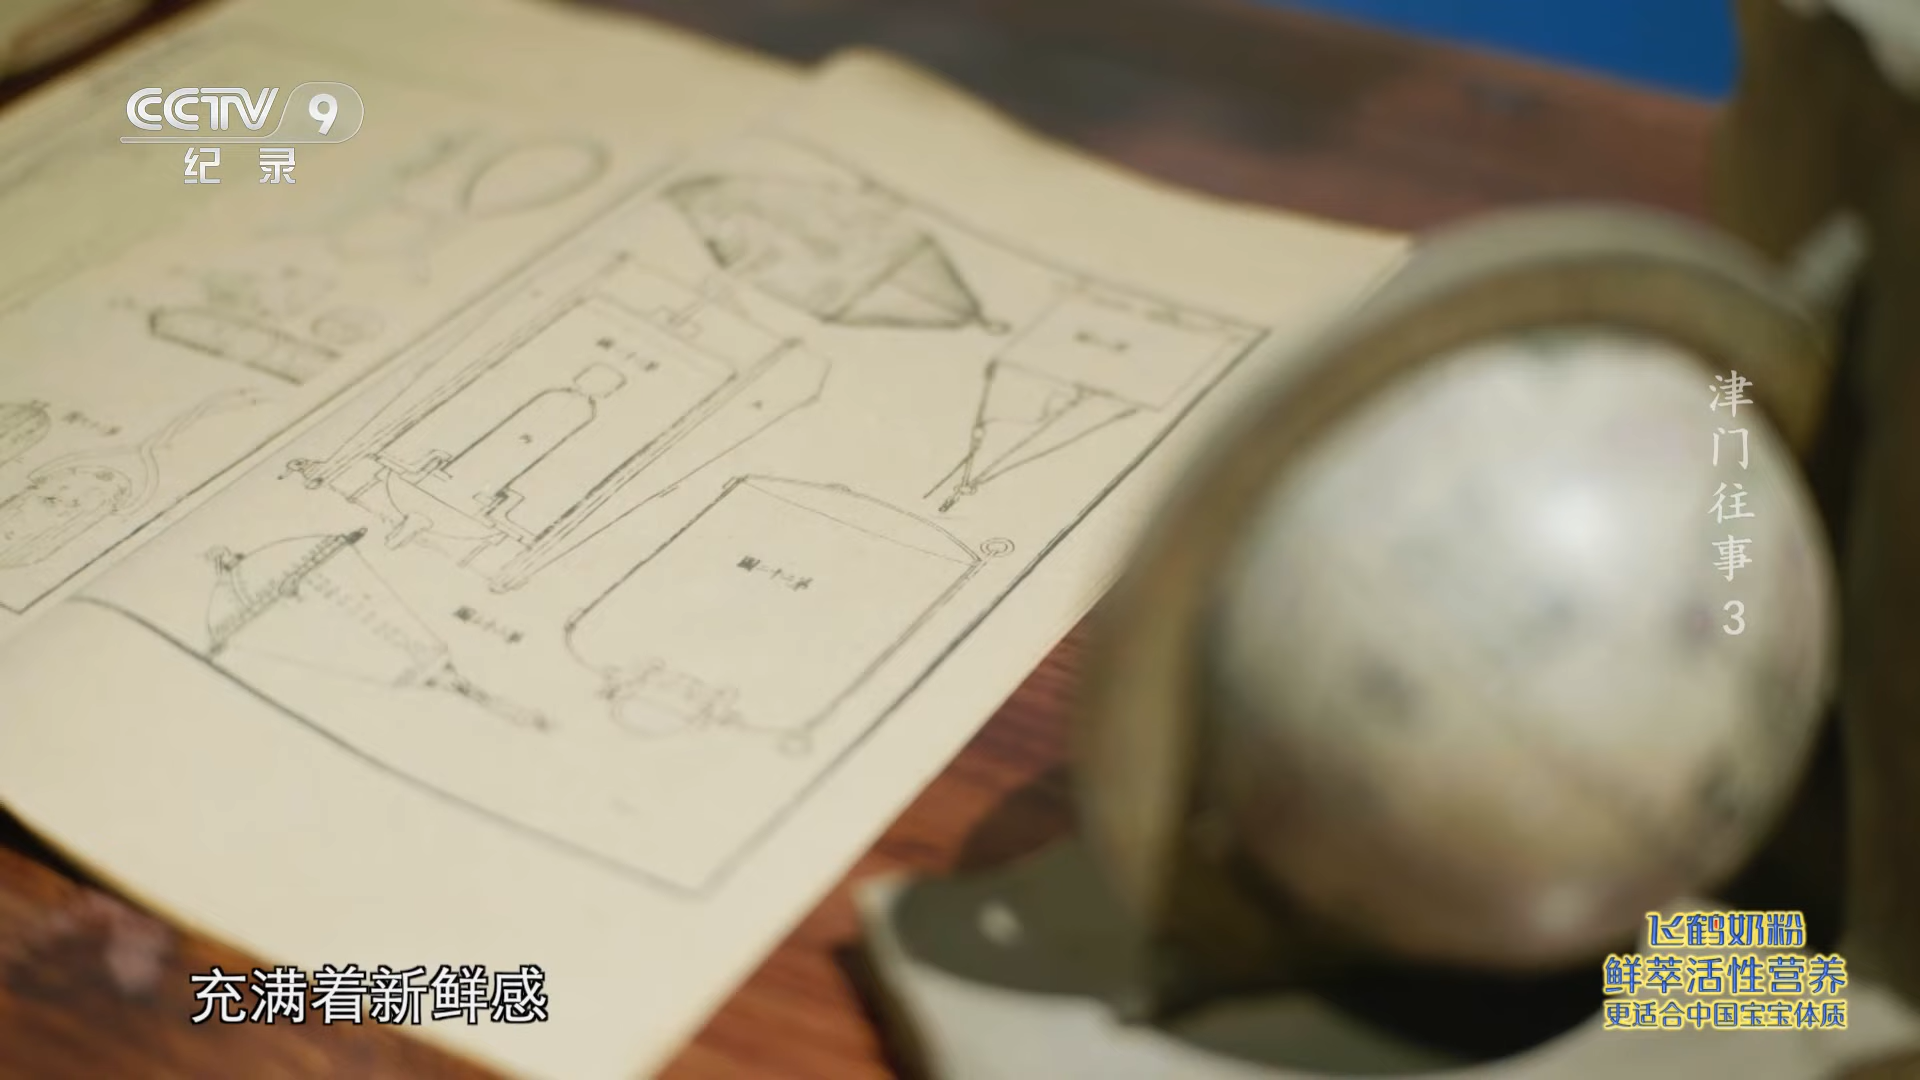 CCTV 9
纪录
津门往事3
充满着新鲜感
飞鹤奶粉
鲜萃活性营养
更适合中国宝宝体质